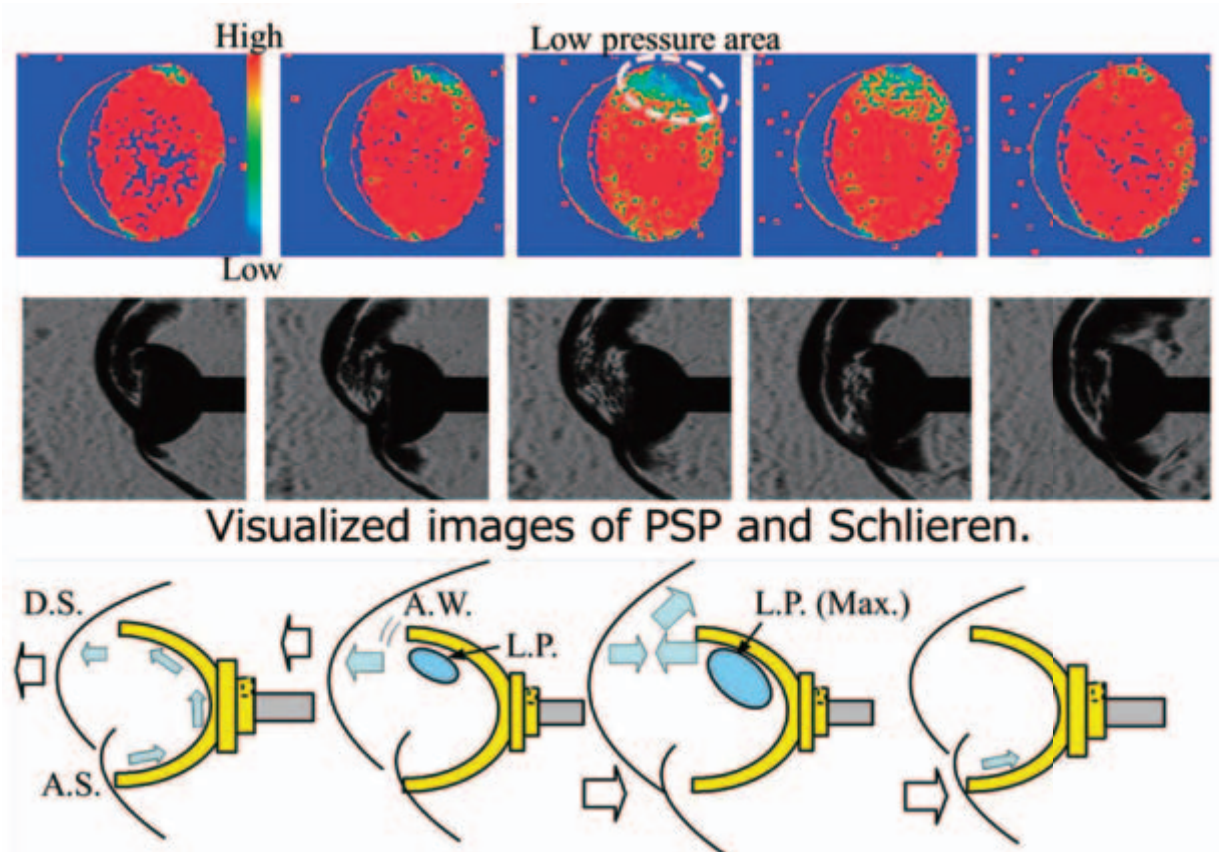 High
Low pressure area
Low
Visualized images of PSP and Schlieren.
D.S.
A.W.
L.P. (Max.)
L.P.
A.S.